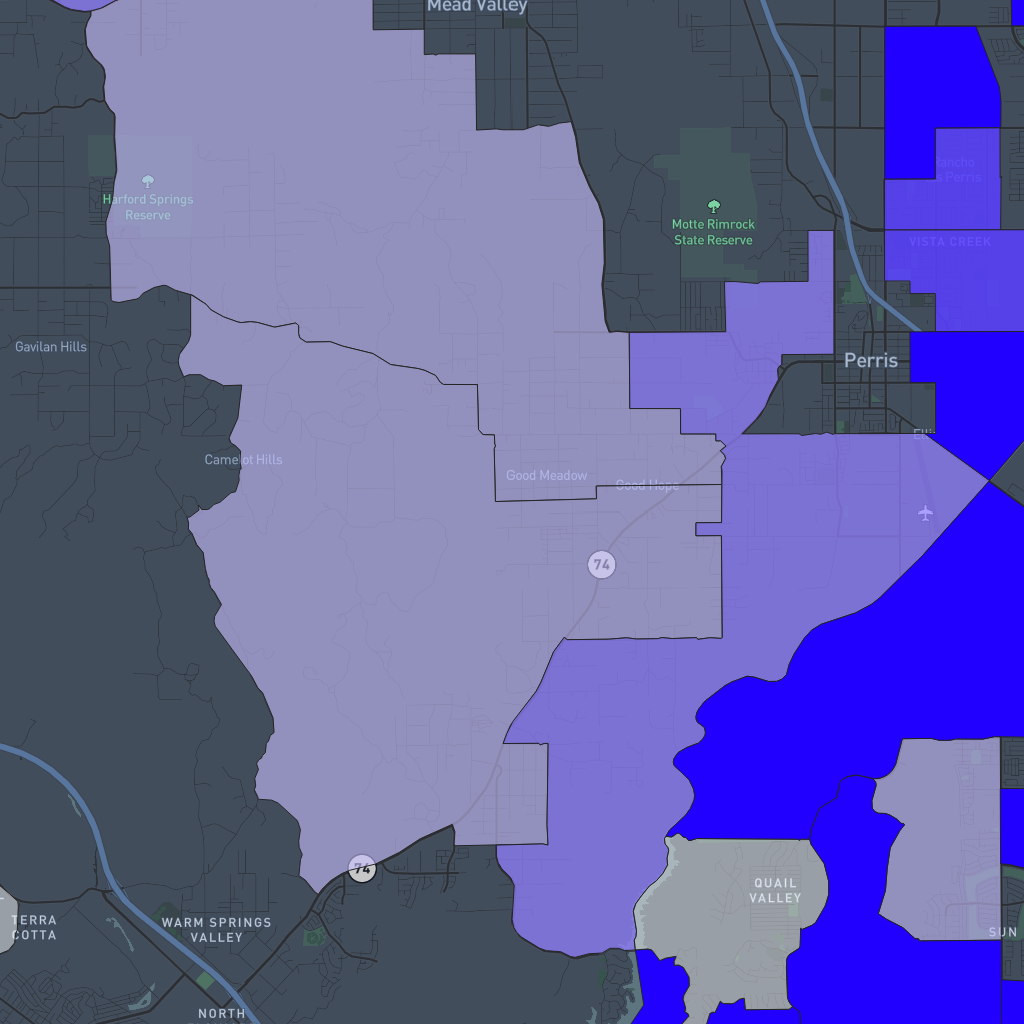 Mead Valley
Rancho
Perris
Harford Springs
Reserve
Motte Rimrock
State Reserve
VISTA CREEK
Gavilan Hills
Perris
Camelot Hills
Good Meadow
Good Hope
74
74
QUAIL
VALLEY
TERRA
COTTA
WARM SPRINGS
VALLEY
SUN
NORTH